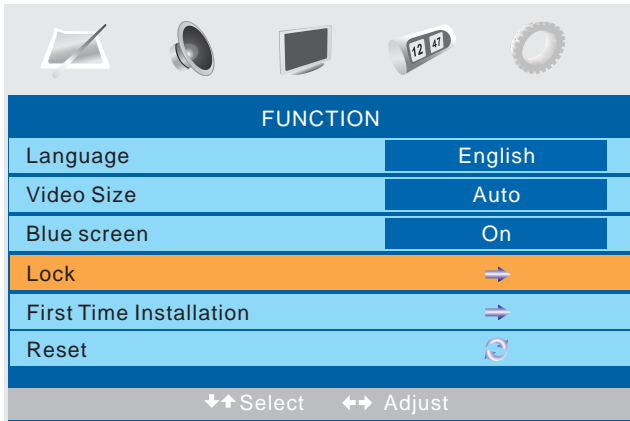 12 47
FUNCTION
Language English
Video Size Auto
Blue screen On
Lock
First Time Installation
Reset
Select Adjust